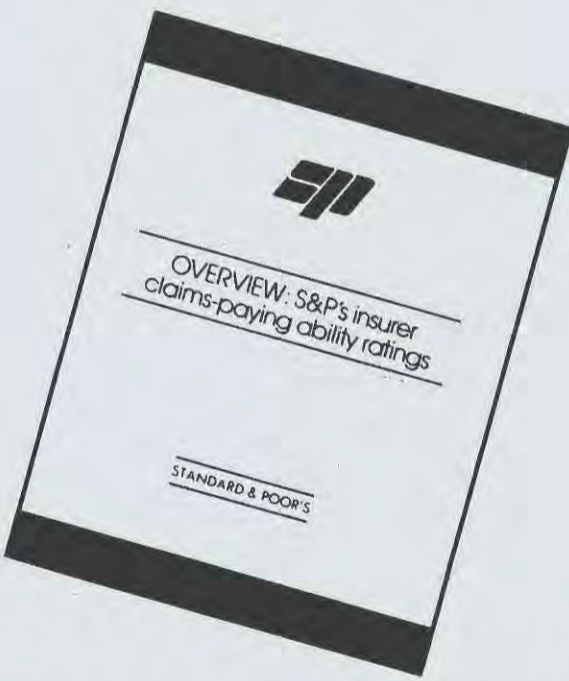 OVERVIEW: S&P's insurer
claims-paying ability ratings
STANDARD & POOR'S